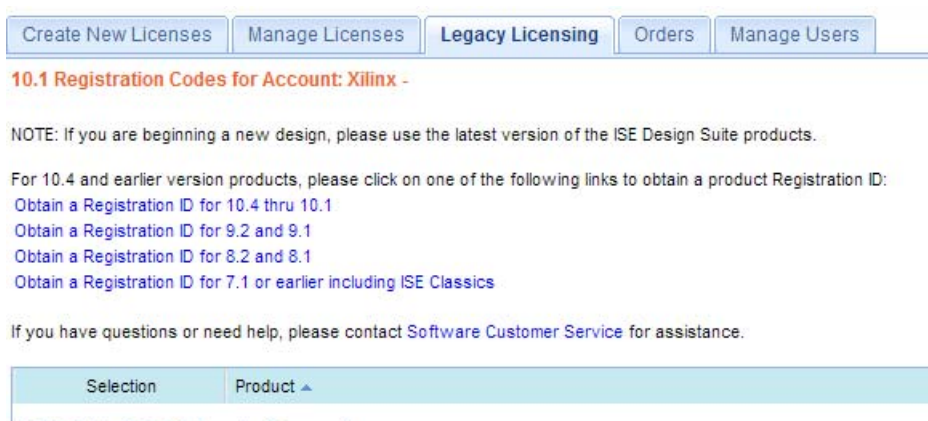 Create New Licenses Manage Licenses Legacy Licensing Orders Manage Users
10.1 Registration Codes for Account: Xilinx -
NOTE: If you are beginning a new design, please use the latest version of the ISE Design Suite products.
For 10.4 and earlier version products, please click on one of the following links to obtain a product Registration ID:
Obtain a Registration ID for 10.4 thru 10.1
Obtain a Registration ID for 9.2 and 9.1
Obtain a Registration ID for 8.2 and 8.1
Obtain a Registration ID for 7.1 or earlier including ISE Classics
If you have questions or need help, please contact Software Customer Service for assistance.
Selection Product